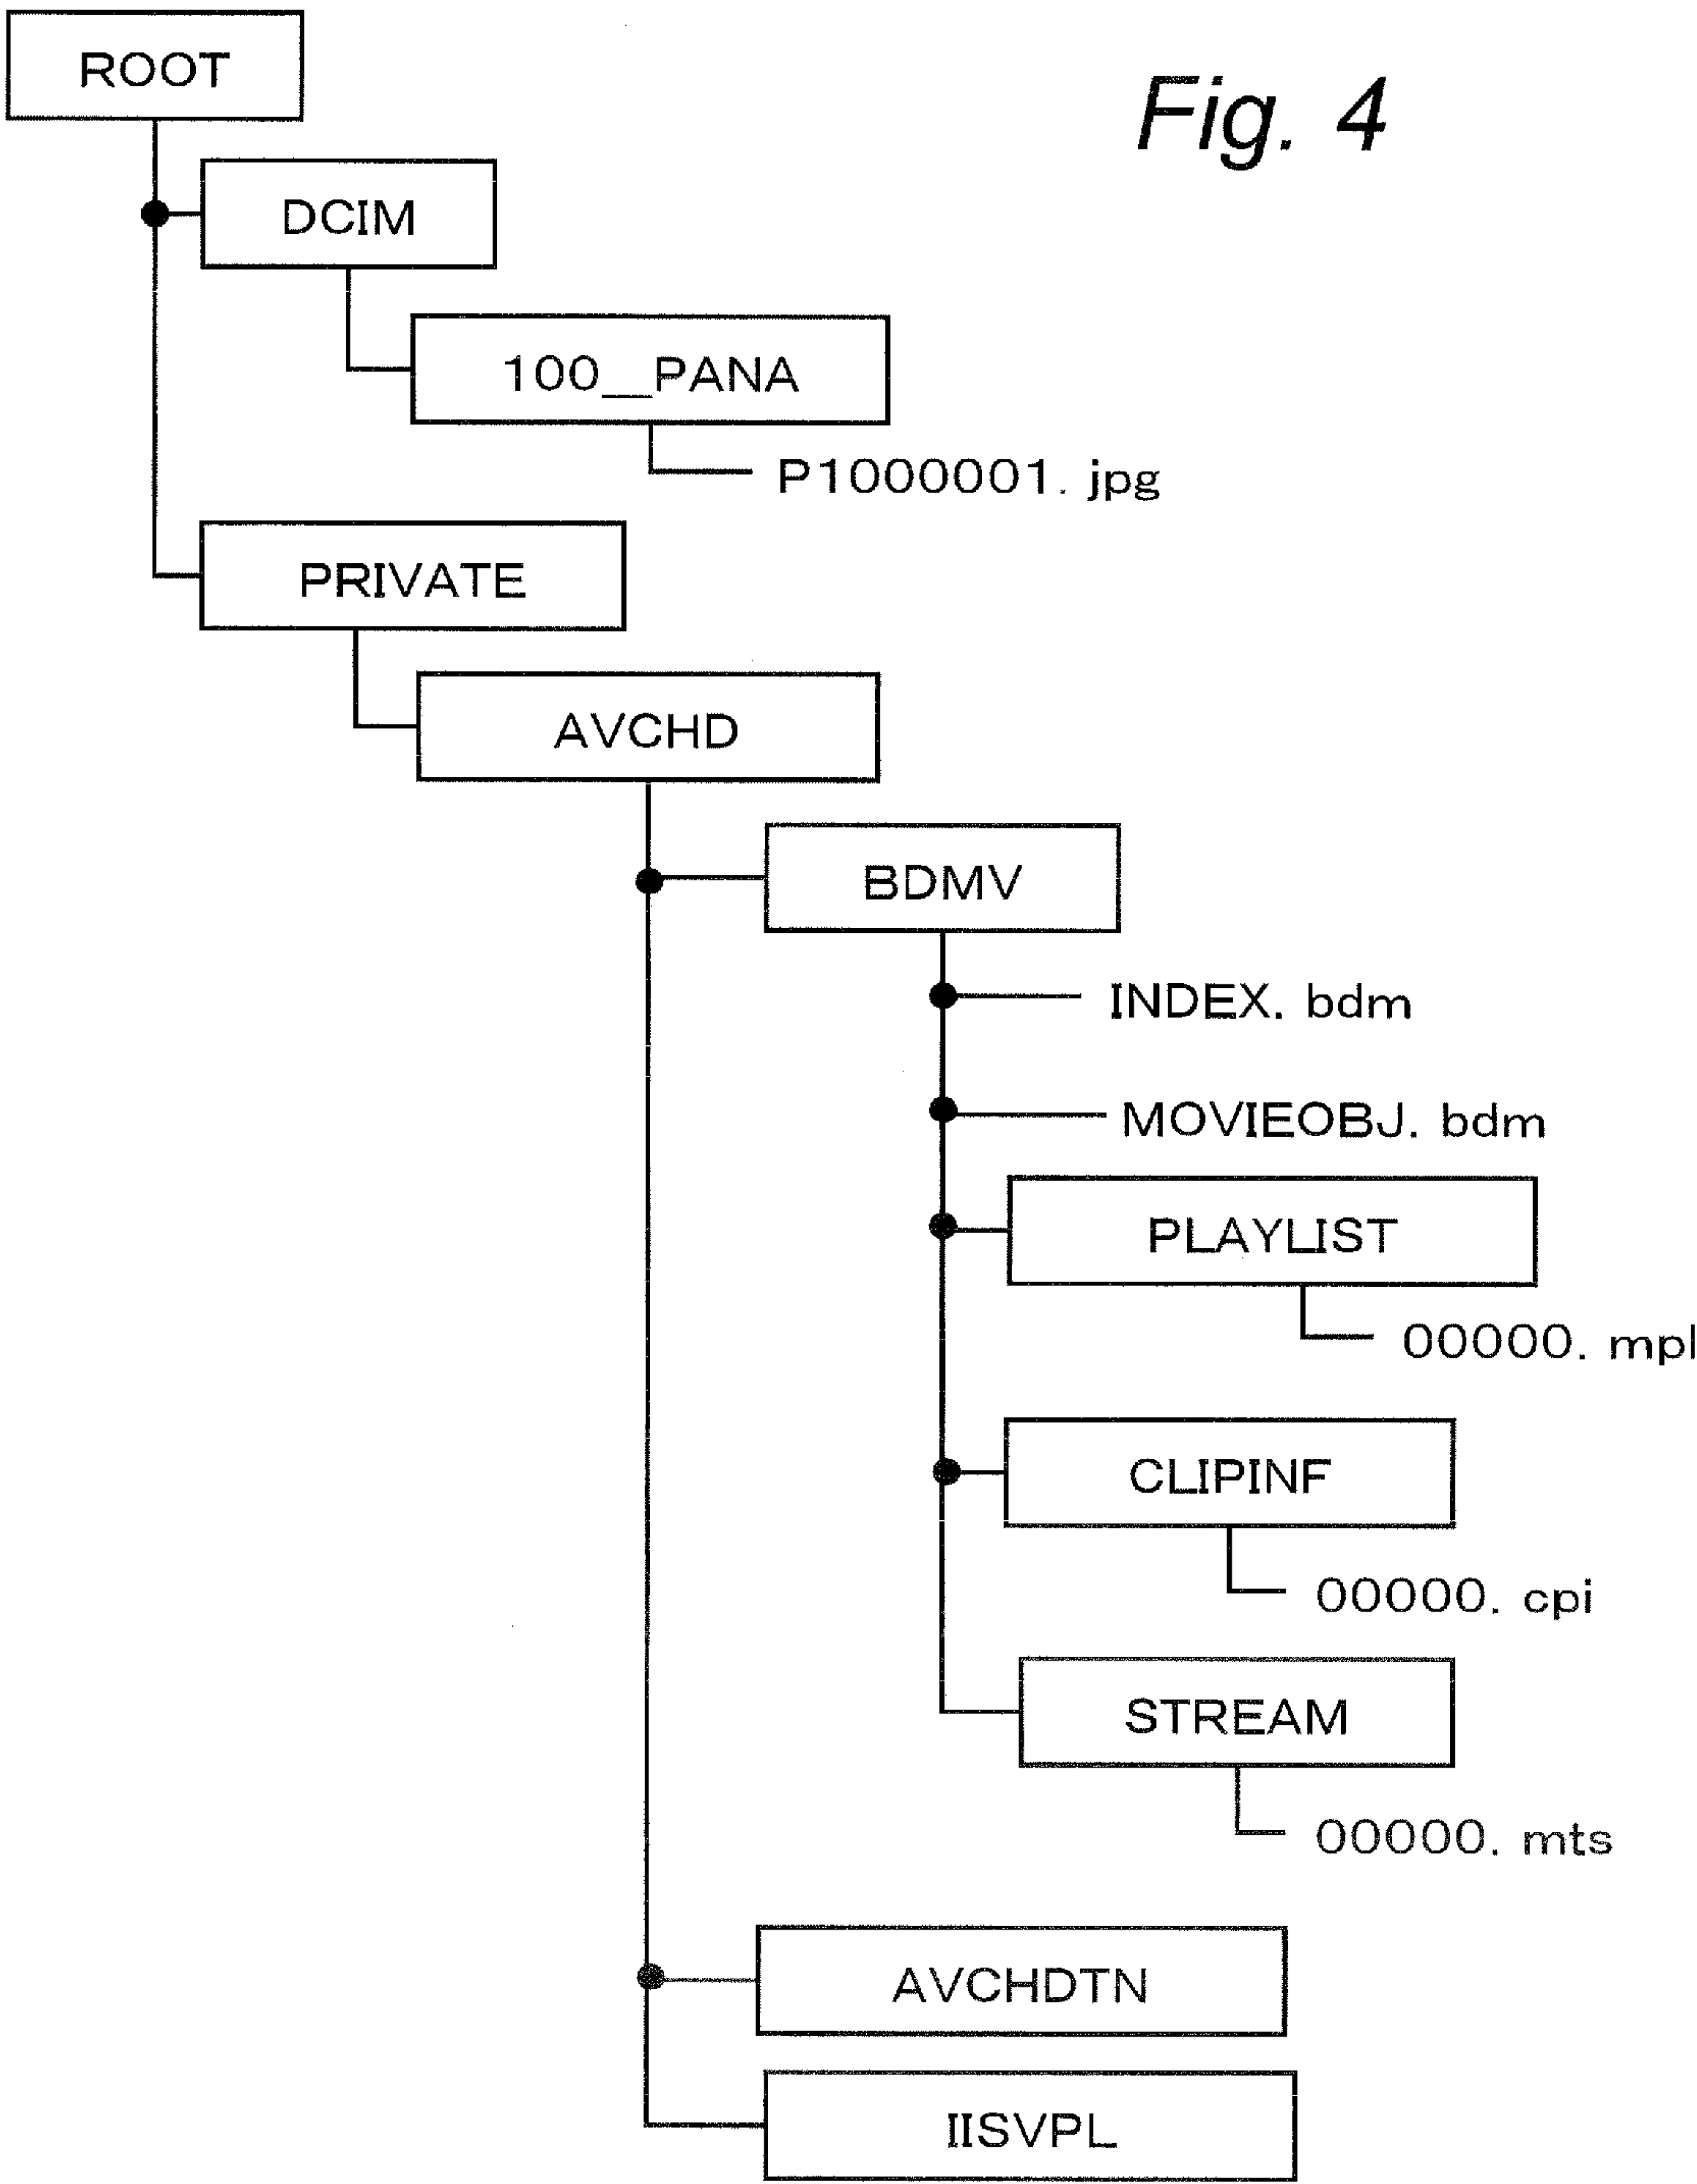 ROOT
Fig. 4
DCIM
100__PANA
P1000001. jpg
PRIVATE
AVCHD
BDMV
INDEX. bdm
MOVIEOBJ. bdm
PLAYLIST
00000. mpl
CLIPINF
00000. cpi
STREAM
00000. mts
AVCHDTN
IISVPL